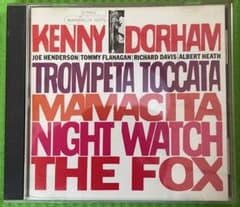 KENNY DORHAM
JOE HENDERSON/TOMMY FLANAGAN/RICHARD DAVIS/ALBERT HEATH
TROMPETA TOCCATA
MAMACITA
NIGHT WATCH
THE FOX